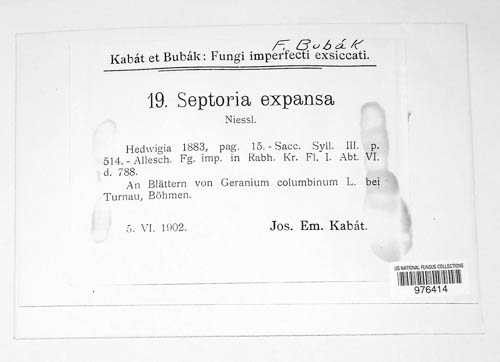 F. Bubák
Kabát et Bubák: Fungi imperfecti exsiccati.
19. Septoria expansa
Niessl.
Hedwigia 1883, pag. 15. - Sacc. Syll. III. p.
514. - Allesch. Fg. imp. in Rabh. Kr. Fl. I. Abt. VI.
d. 788.
An Blättern von Geranium columbinum L. bei
Turnau, Böhmen.
5. VI. 1902. Jos. Em. Kabát.
US NATIONAL FUNGUS COLLECTIONS
976414